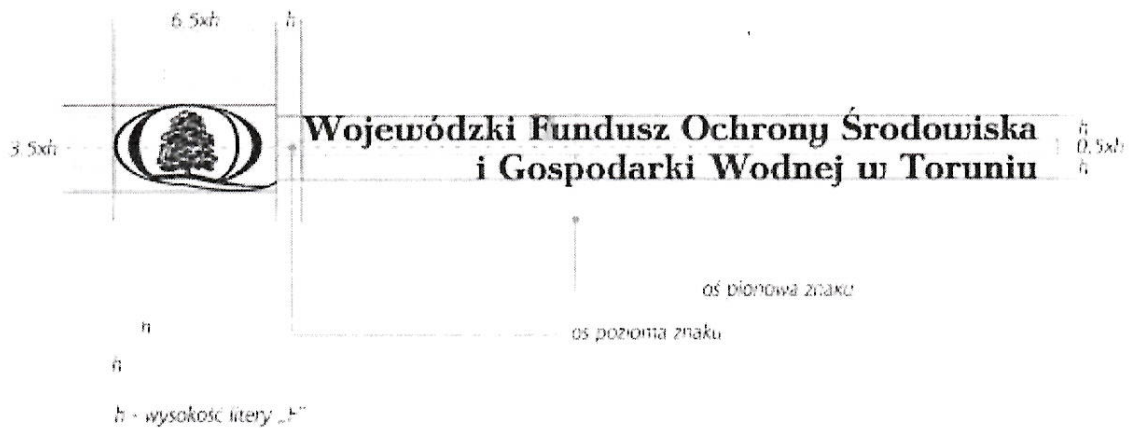 6.5xh h
3.5xh
Wojewódzki Fundusz Ochrony Środowiska
i Gospodarki Wodnej w Toruniu
h
0,5xh
h
oś pionowa znaku
oś pozioma znaku
h
h
h - wysokość litery „F”